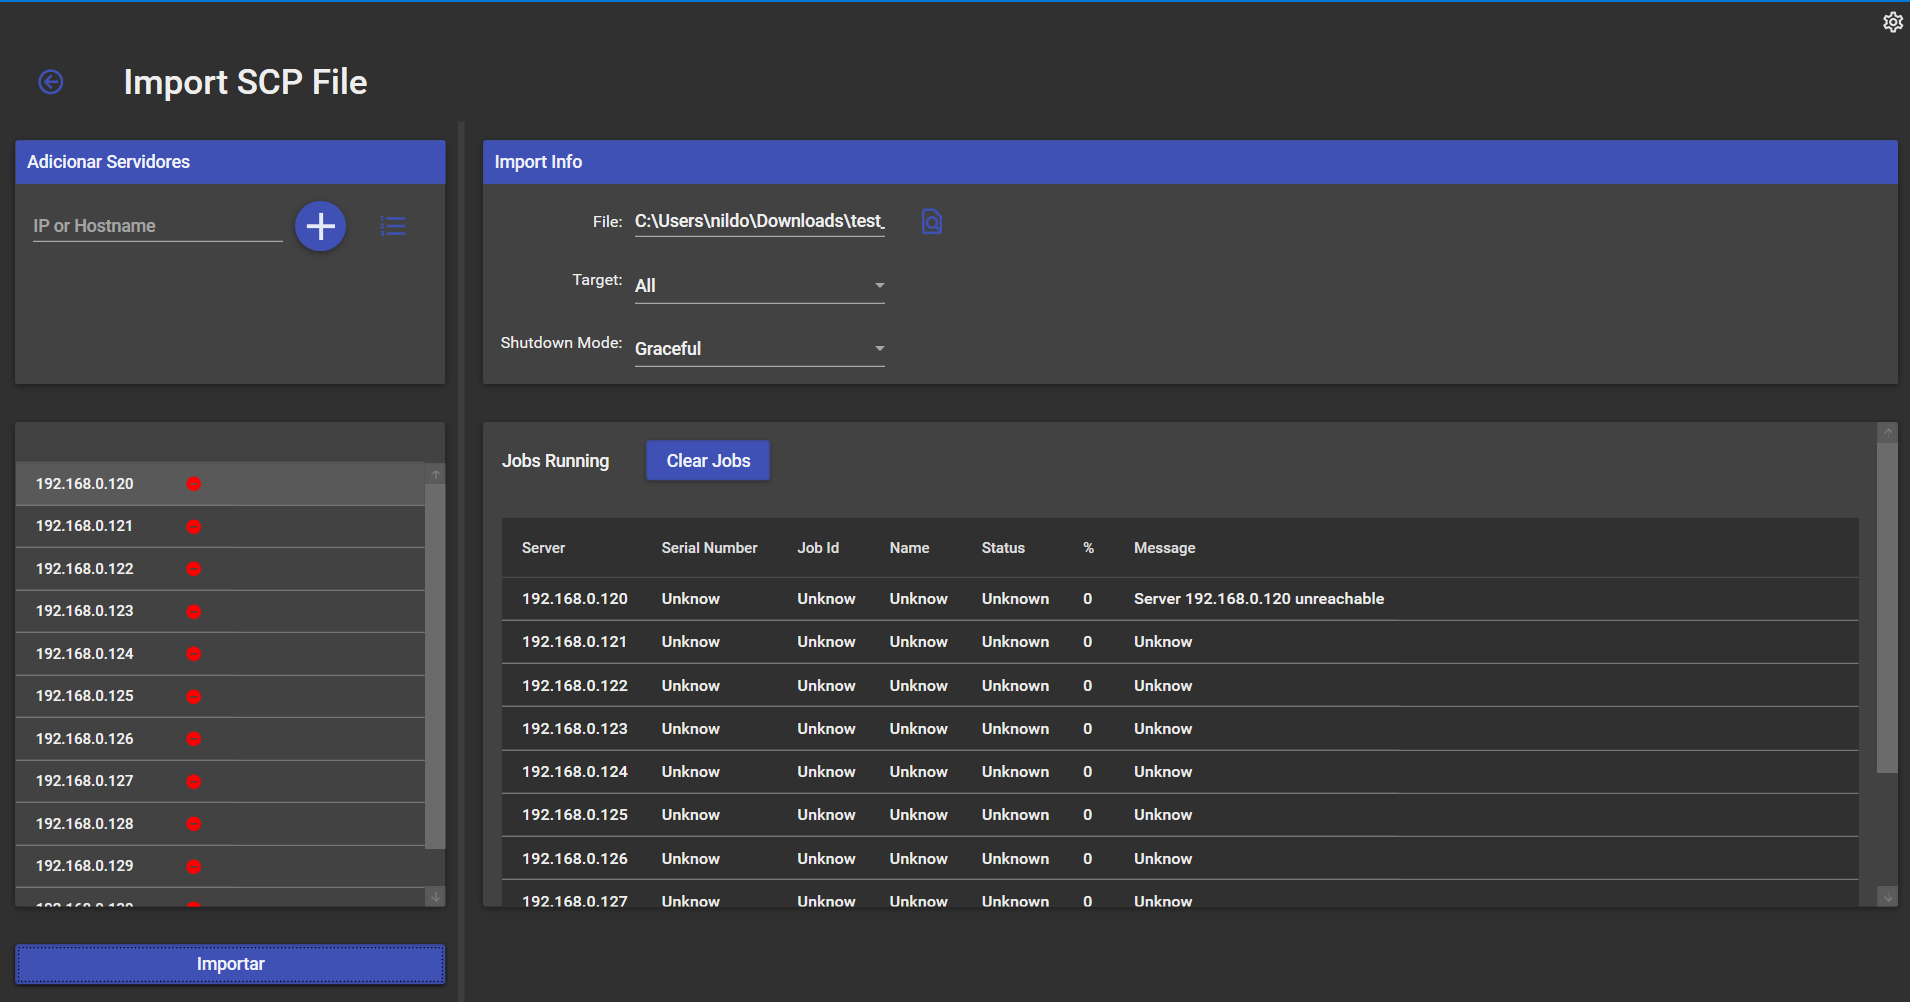 Import SCP File
Adicionar Servidores
IP or Hostname
Import Info
File: C:\Users\nildo\Downloads\test_
Target: All
Shutdown Mode: Graceful
192.168.0.120
192.168.0.121
192.168.0.122
192.168.0.123
192.168.0.124
192.168.0.125
192.168.0.126
192.168.0.127
192.168.0.128
192.168.0.129
Importar
Jobs Running Clear Jobs
Server Serial Number Job Id Name Status % Message
192.168.0.120 Unknow Unknow Unknow Unknown 0 Server 192.168.0.120 unreachable
192.168.0.121 Unknow Unknow Unknow Unknown 0 Unknow
192.168.0.122 Unknow Unknow Unknow Unknown 0 Unknow
192.168.0.123 Unknow Unknow Unknow Unknown 0 Unknow
192.168.0.124 Unknow Unknow Unknow Unknown 0 Unknow
192.168.0.125 Unknow Unknow Unknow Unknown 0 Unknow
192.168.0.126 Unknow Unknow Unknow Unknown 0 Unknow
192.168.0.127 Unknow Unknow Unknow Unknown 0 Unknow